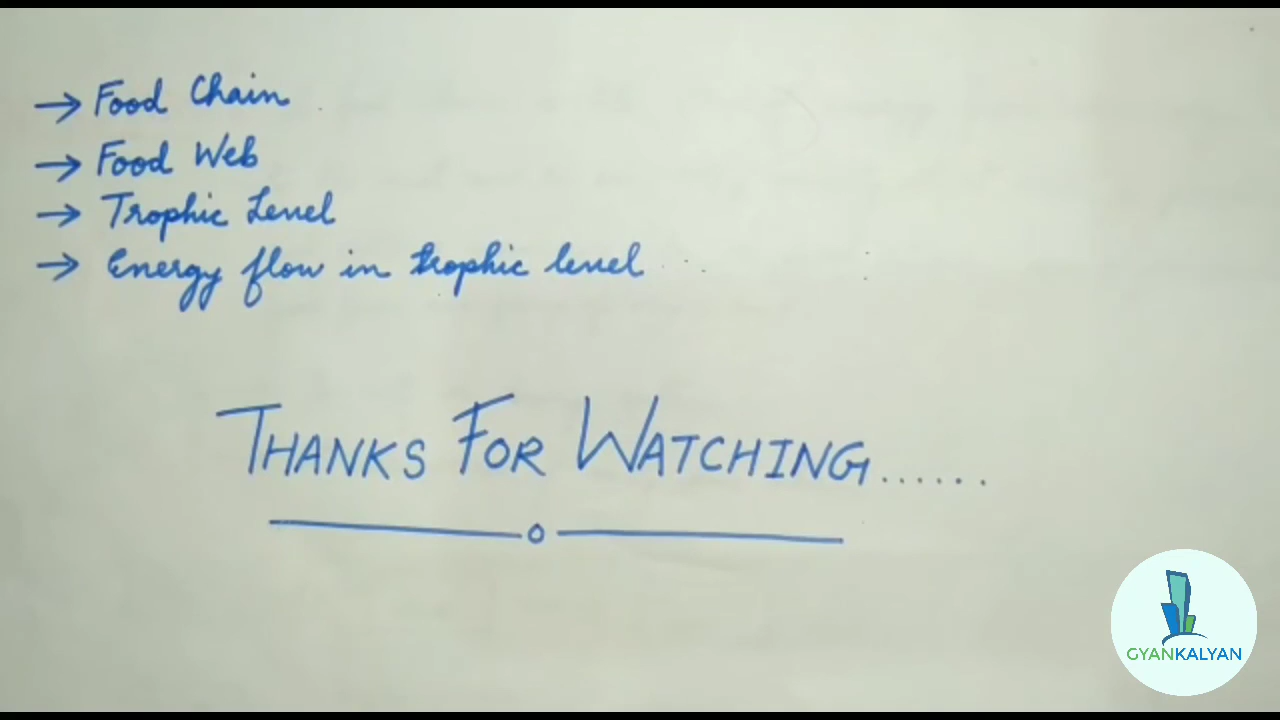 → Food Chain
→ Food Web
→ Trophic Level
→ Energy flow in trophic level
THANKS FOR WATCHING......
GYANKALYAN